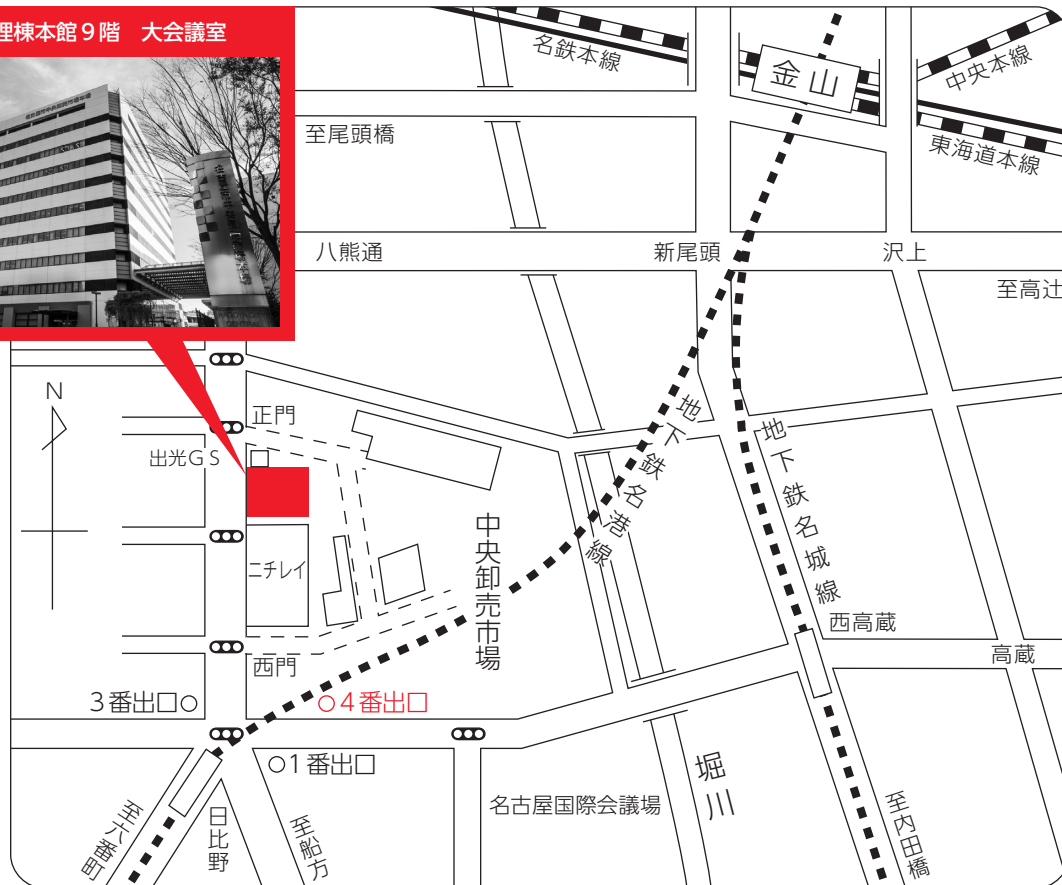 理棟本館9階 大会議室
名鉄本線
金山
中央本線
東海道本線
至尾頭橋
八熊通
新尾頭
沢上
至高辻
N
正門
出光GS
地下鉄名港線
地下鉄名城線
ニチレイ
中央卸売市場
西高蔵
高蔵
西門
3番出口
4番出口
1番出口
堀川
名古屋国際会議場
至六番町
日比野
至船方
至内田橋